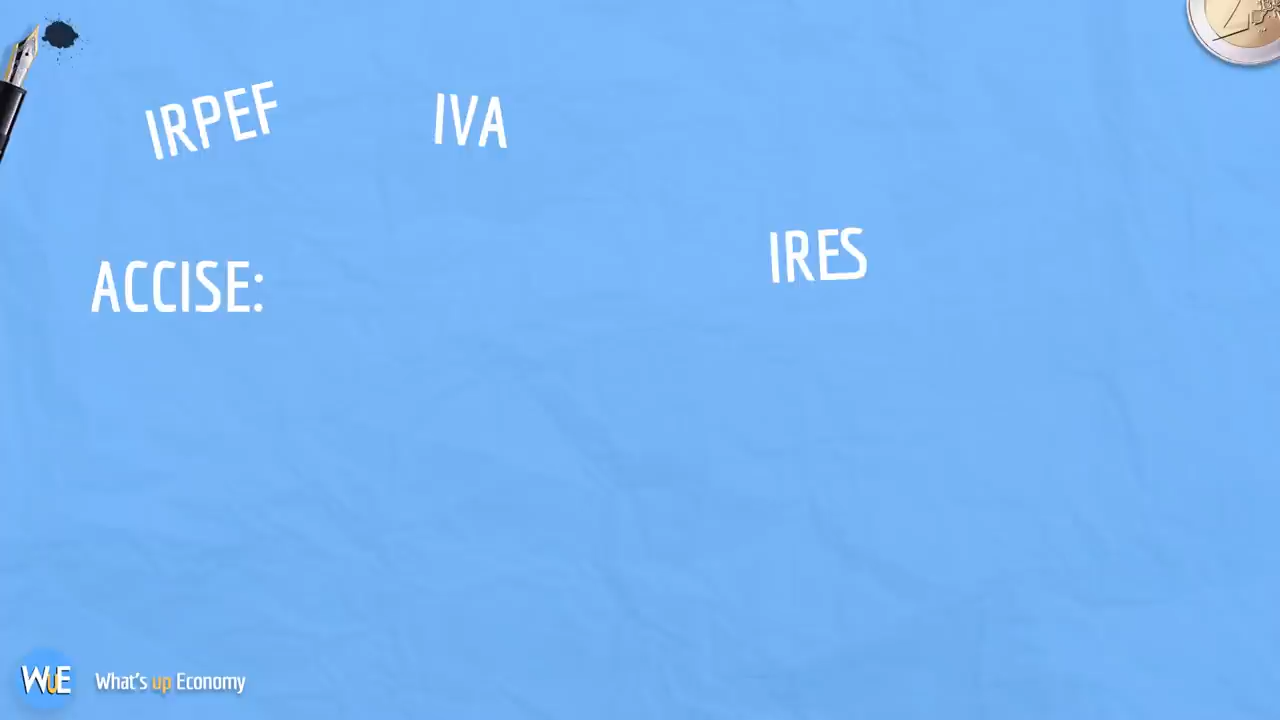 IRPEF
IVA
IRES
ACCISE:
WuE
What's up Economy